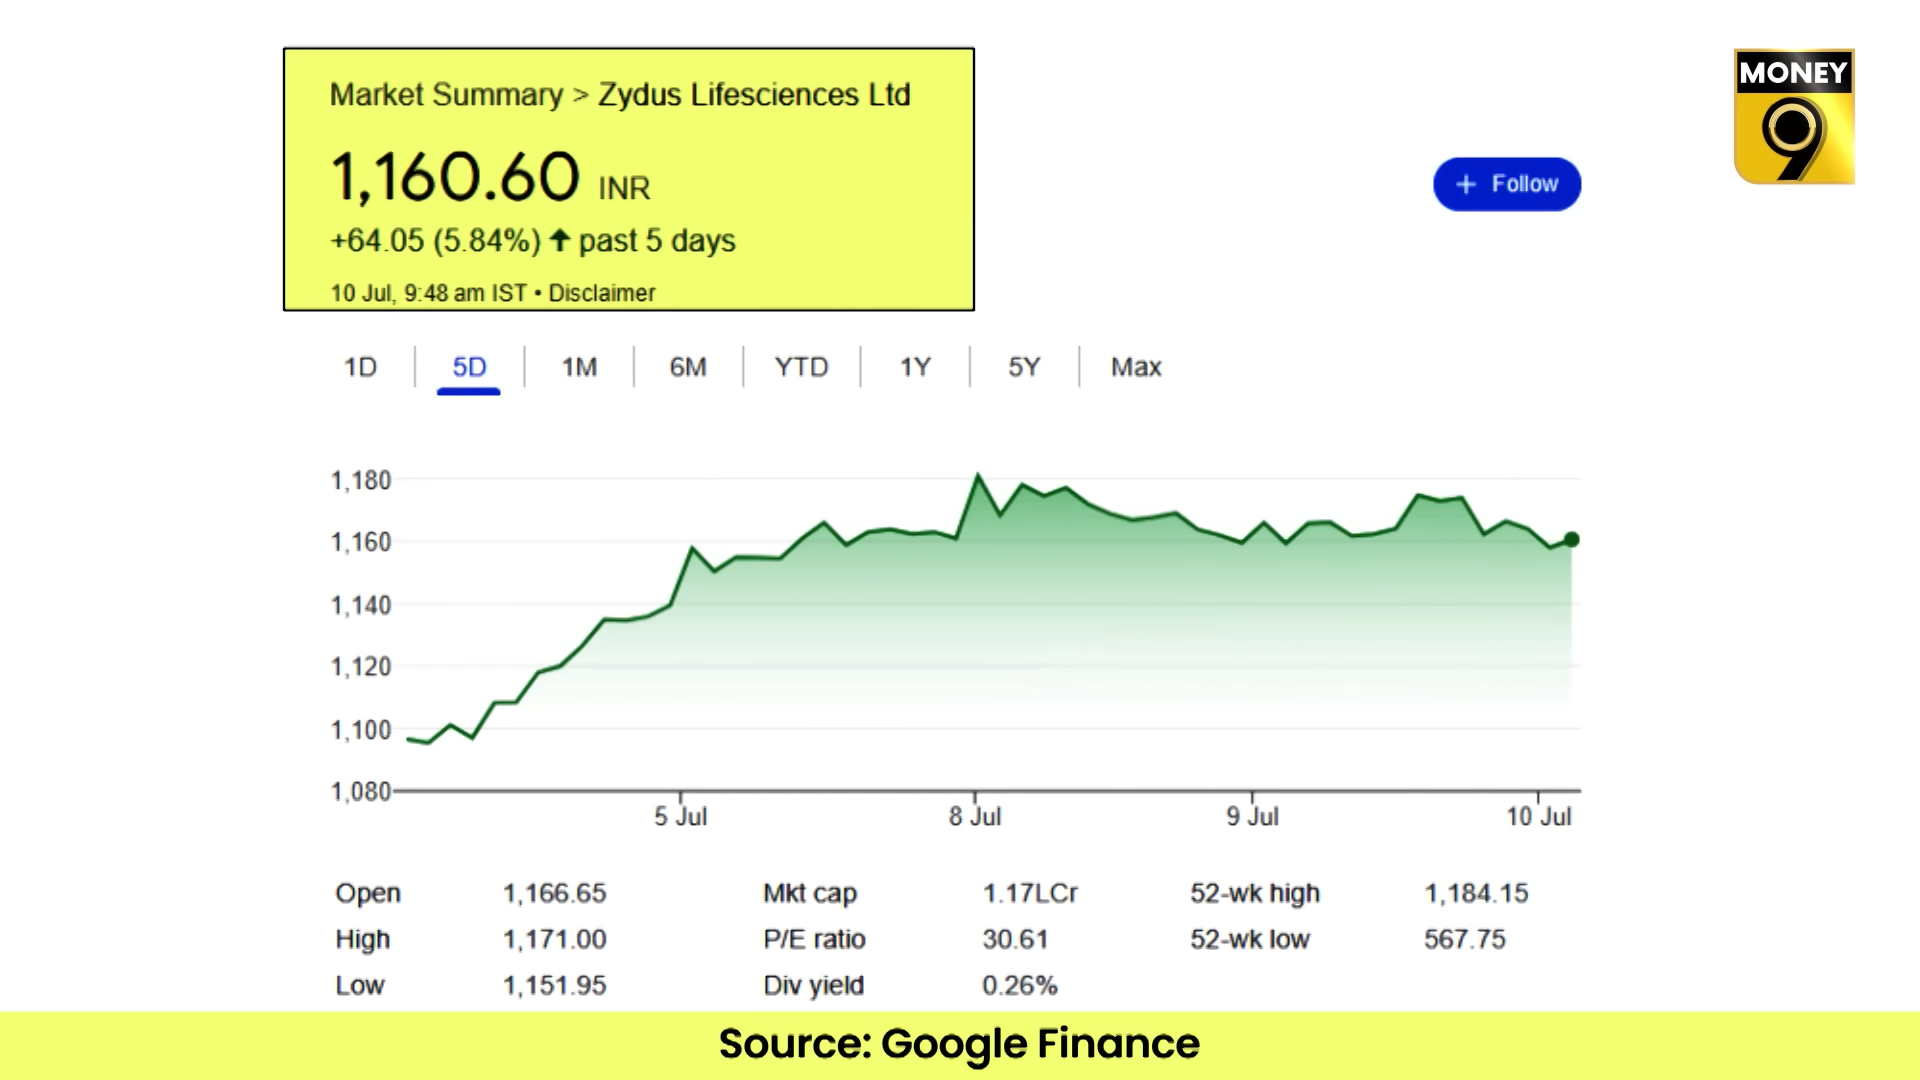 MONEY
9
Market Summary > Zydus Lifesciences Ltd
1,160.60 INR
+64.05 (5.84%) ↑ past 5 days
10 Jul, 9:48 am IST • Disclaimer
+ Follow
1D 5D 1M 6M YTD 1Y 5Y Max
1,180
1,160
1,140
1,120
1,100
1,080
5 Jul 8 Jul 9 Jul 10 Jul
Open 1,166.65 Mkt cap 1.17LCr 52-wk high 1,184.15
High 1,171.00 P/E ratio 30.61 52-wk low 567.75
Low 1,151.95 Div yield 0.26%
Source: Google Finance